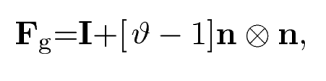 F_g=I+[ϑ − 1]n ⊗ n,